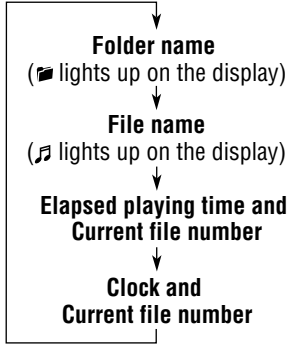 Folder name
( lights up on the display)
File name
( lights up on the display)
Elapsed playing time and
Current file number
Clock and
Current file number